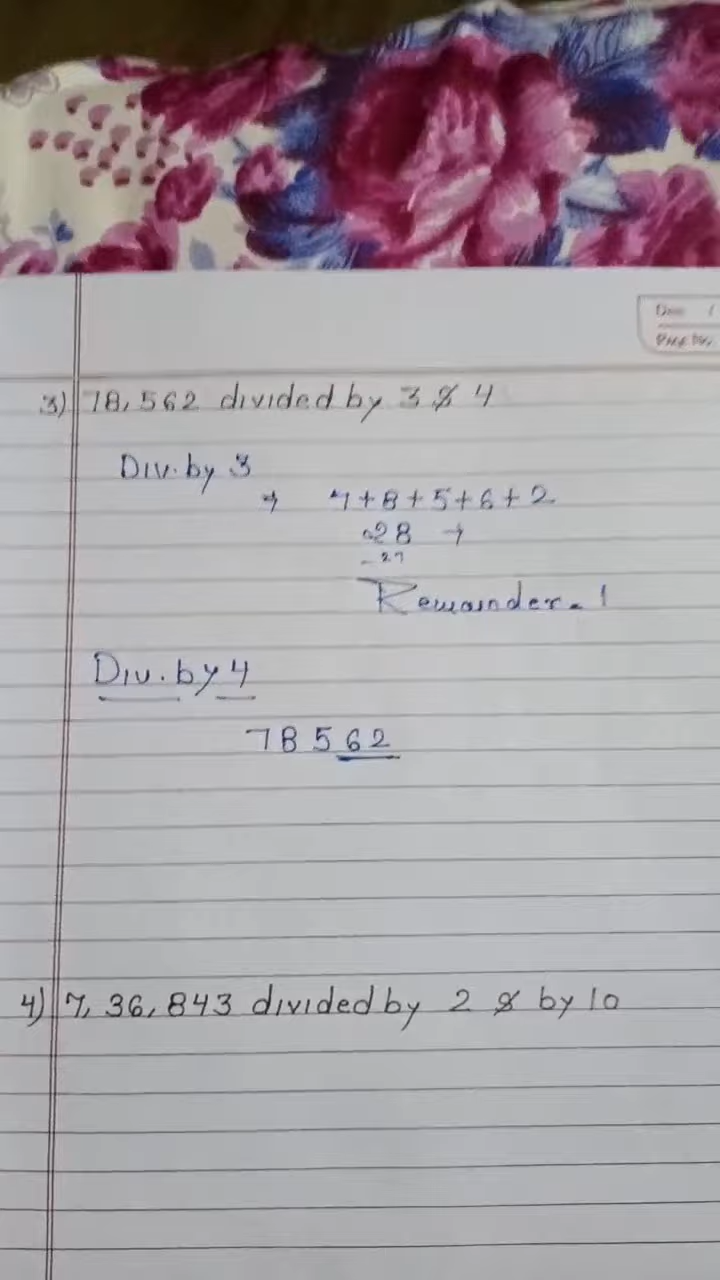 3) 78,562 divided by 3 & 4
Div. by 3
→ 7+8+5+6+2
28 →
- 27
Remainder - 1
Div. by 4
78562
4) 7,36,843 divided by 2 & by 10